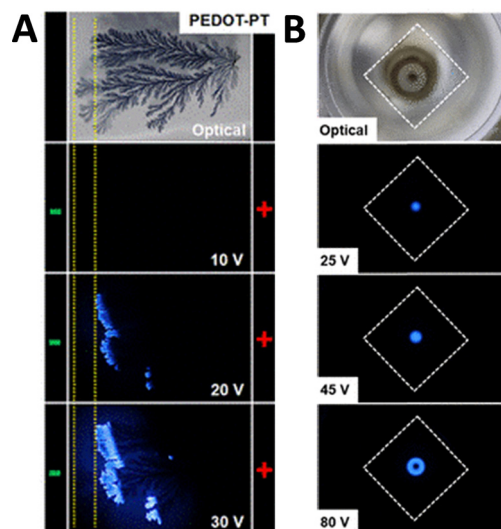 A
PEDOT-PT
Optical
10 V
20 V
30 V
B
Optical
25 V
45 V
80 V